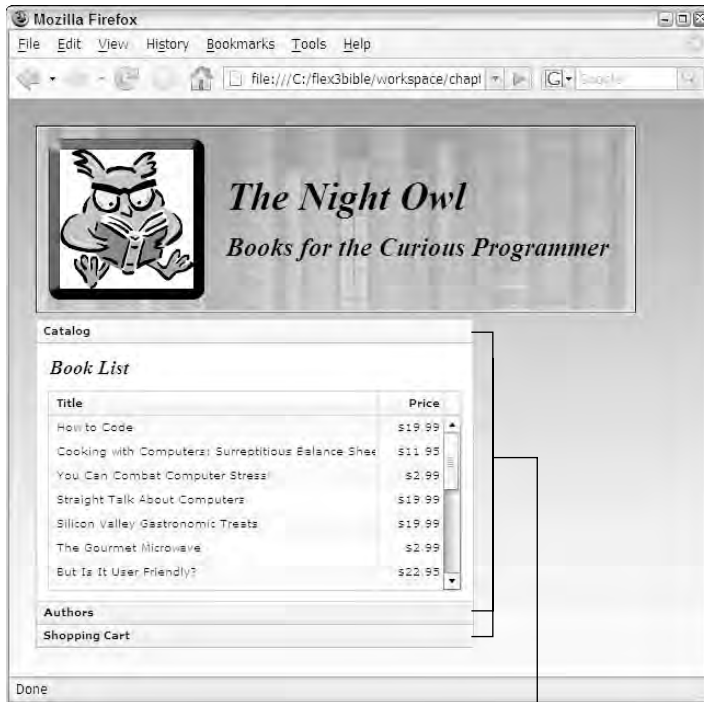 Mozilla Firefox
File Edit View History Bookmarks Tools Help
file:///C:/flex3bible/workspace/chapt G Google
The Night Owl
Books for the Curious Programmer
Catalog
Book List
Title Price
How to Code $19.99
Cooking with Computers: Surreptitious Balance Shee $11.95
You Can Combat Computer Stress! $2.99
Straight Talk About Computers $19.99
Silicon Valley Gastronomic Treats $19.99
The Gourmet Microwave $2.99
But Is It User Friendly? $22.95
Authors
Shopping Cart
Done